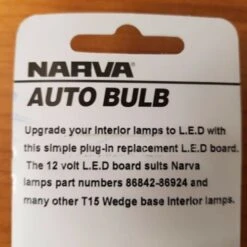 NARVA®
AUTO BULB
Upgrade your interior lamps to L.E.D with
this simple plug-in replacement L.E.D board.
The 12 volt L.E.D board suits Narva
lamps part numbers 86842-86924 and
many other T15 Wedge base interior lamps.